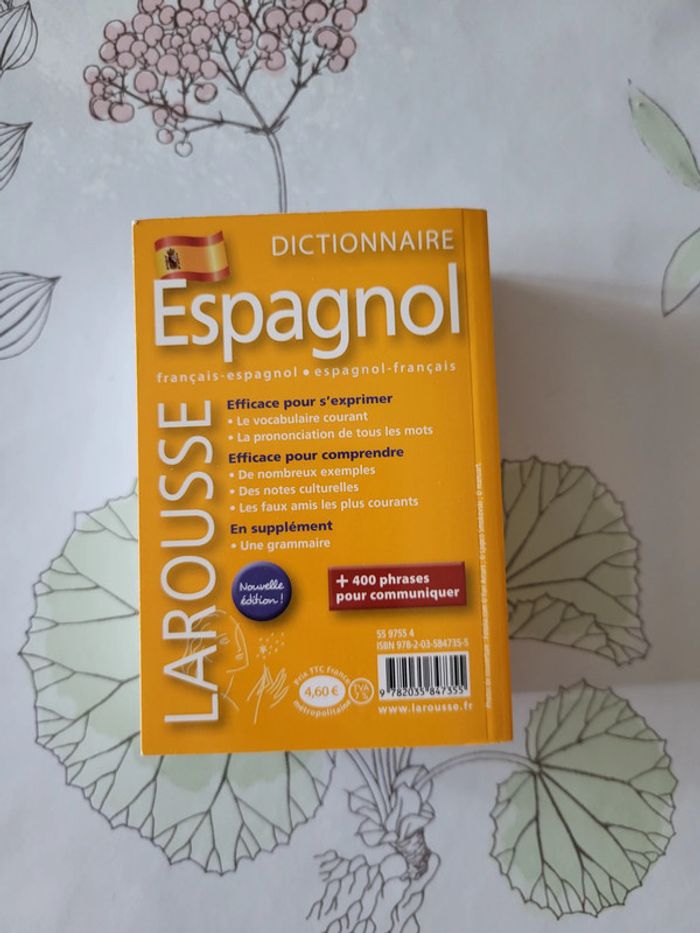 DICTIONNAIRE
Espagnol
français-espagnol • espagnol-français
LAROUSSE
Efficace pour s'exprimer
• Le vocabulaire courant
• La prononciation de tous les mots
Efficace pour comprendre
• De nombreux exemples
• Des notes culturelles
• Les faux amis les plus courants
En supplément
• Une grammaire
Nouvelle
édition !
+ 400 phrases
pour communiquer
55 9755 4
ISBN 978-2-03-584735-5
Prix TTC France
4,60 €
métropolitaine
TVA
9 782035 847355
www.larousse.fr